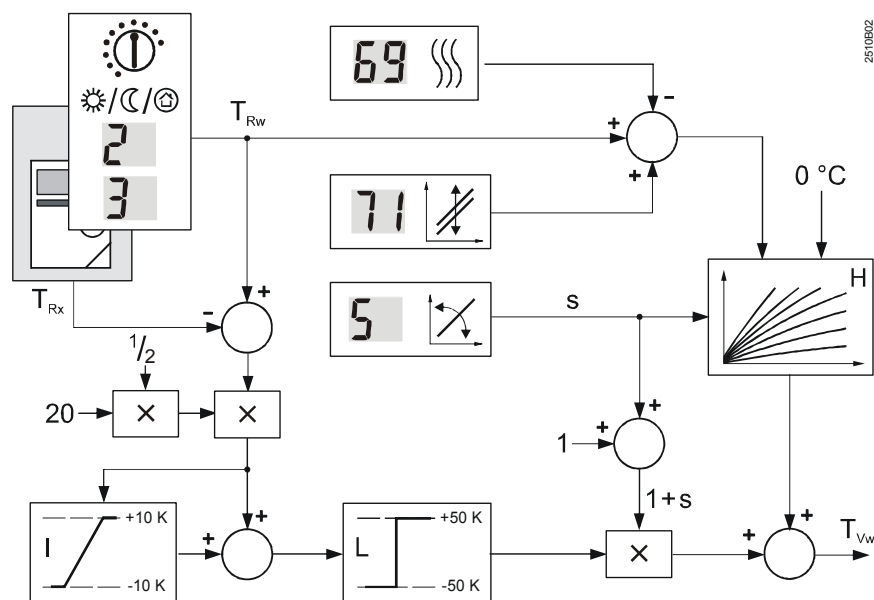 2510B02
69
/ /
2
3
T_Rw
-
+
+
71
0 °C
T_Rx
-
+
5
s
H
1/2
20
×
×
+
1
+
1+s
I
+10 K
-10 K
+
+
L
+50 K
-50 K
×
+
+
T_Vw